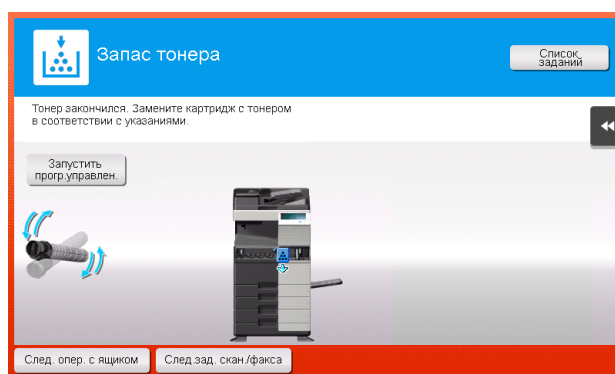 Запас тонера
Список
заданий
Тонер закончился. Замените картридж с тонером
в соответствии с указаниями.
Запустить
прогр.управлен.
След. опер. с ящиком
След.зад. скан./факса